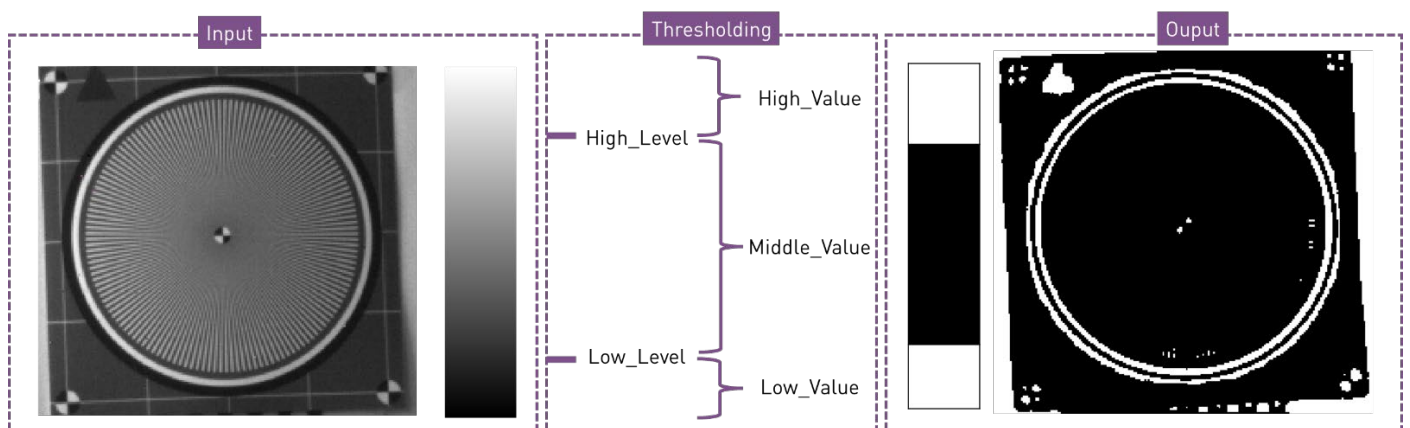 Input
Thresholding
Ouput
High_Value
High_Level
Middle_Value
Low_Level
Low_Value